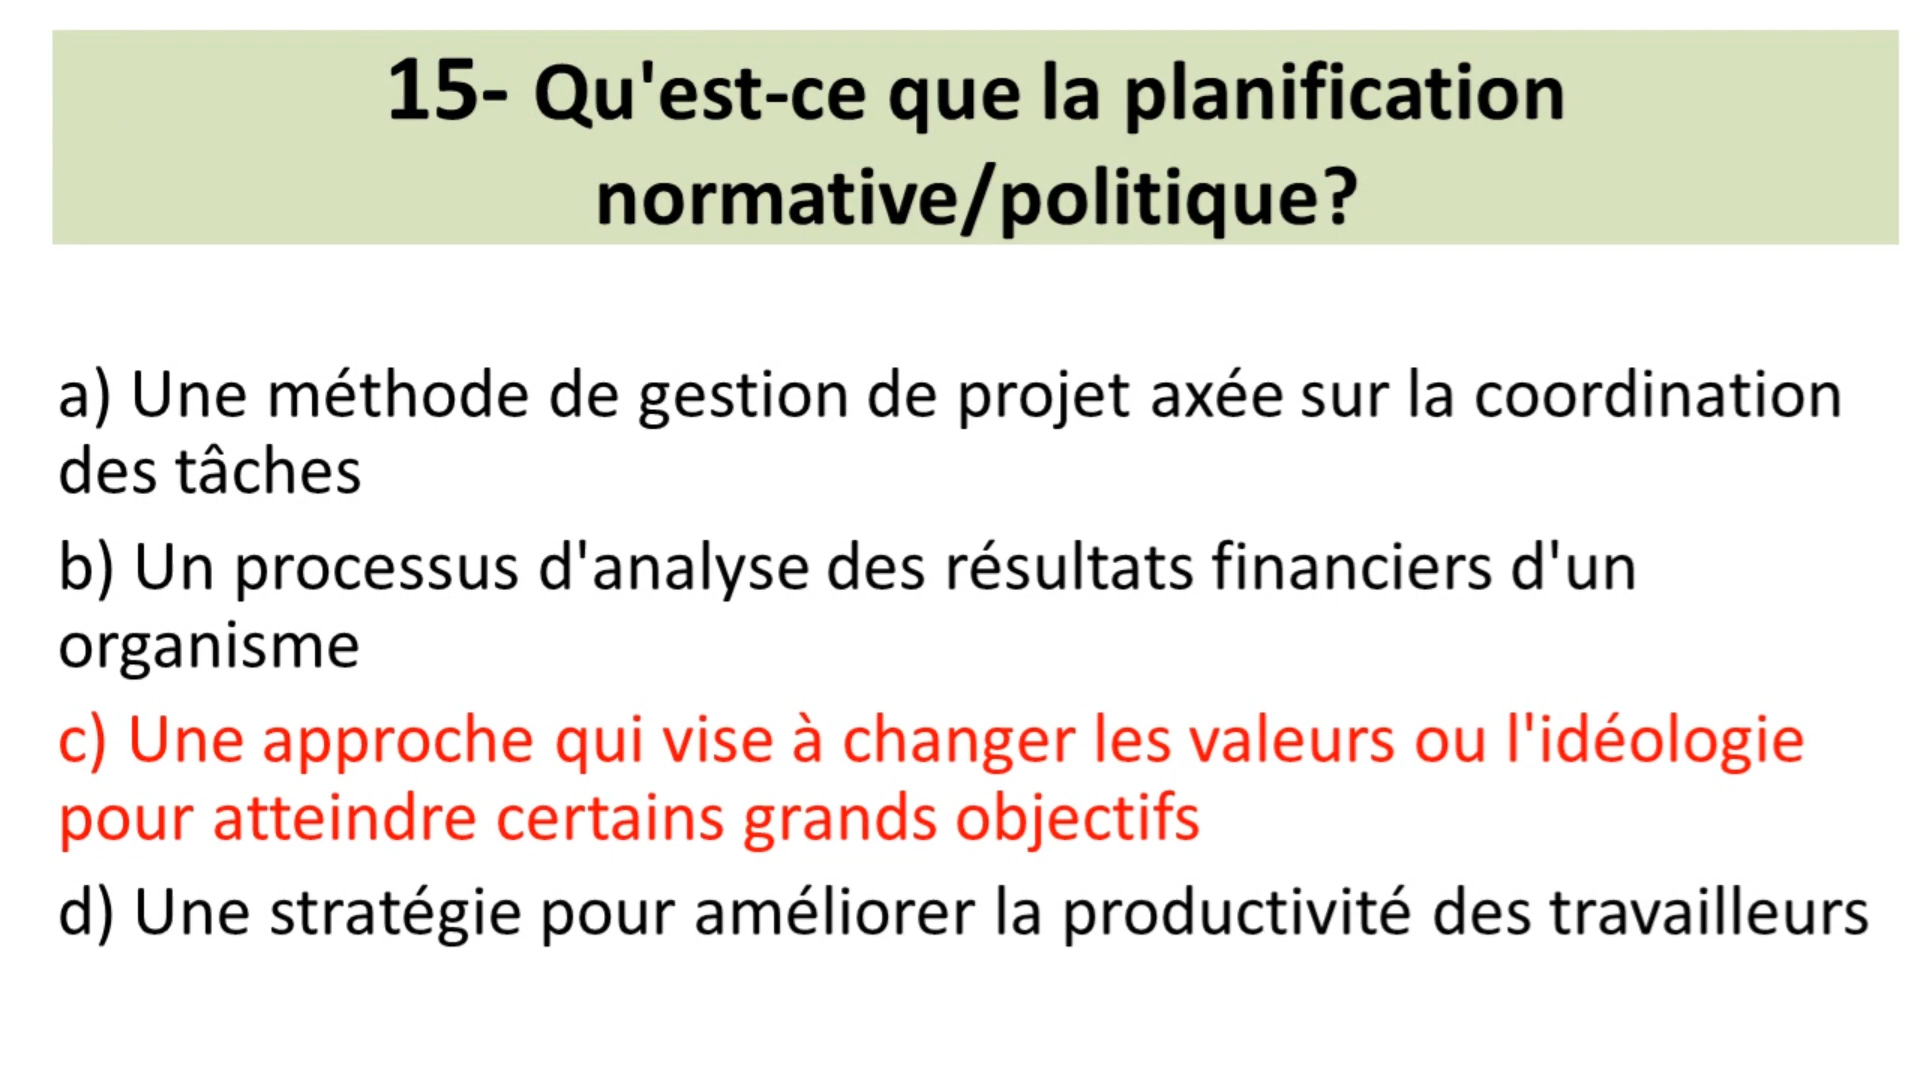 15- Qu'est-ce que la planification
normative/politique?
a) Une méthode de gestion de projet axée sur la coordination
des tâches
b) Un processus d'analyse des résultats financiers d'un
organisme
c) Une approche qui vise à changer les valeurs ou l'idéologie
pour atteindre certains grands objectifs
d) Une stratégie pour améliorer la productivité des travailleurs